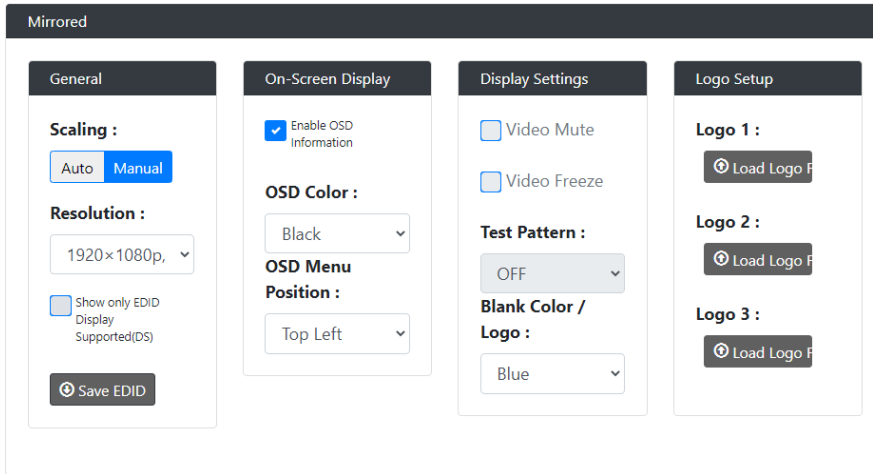 Mirrored
General
Scaling :
Auto Manual
Resolution :
1920×1080p,
Show only EDID
Display
Supported(DS)
Save EDID
On-Screen Display
Enable OSD
Information
OSD Color :
Black
OSD Menu
Position :
Top Left
Display Settings
Video Mute
Video Freeze
Test Pattern :
OFF
Blank Color /
Logo :
Blue
Logo Setup
Logo 1 :
Load Logo F
Logo 2 :
Load Logo F
Logo 3 :
Load Logo F